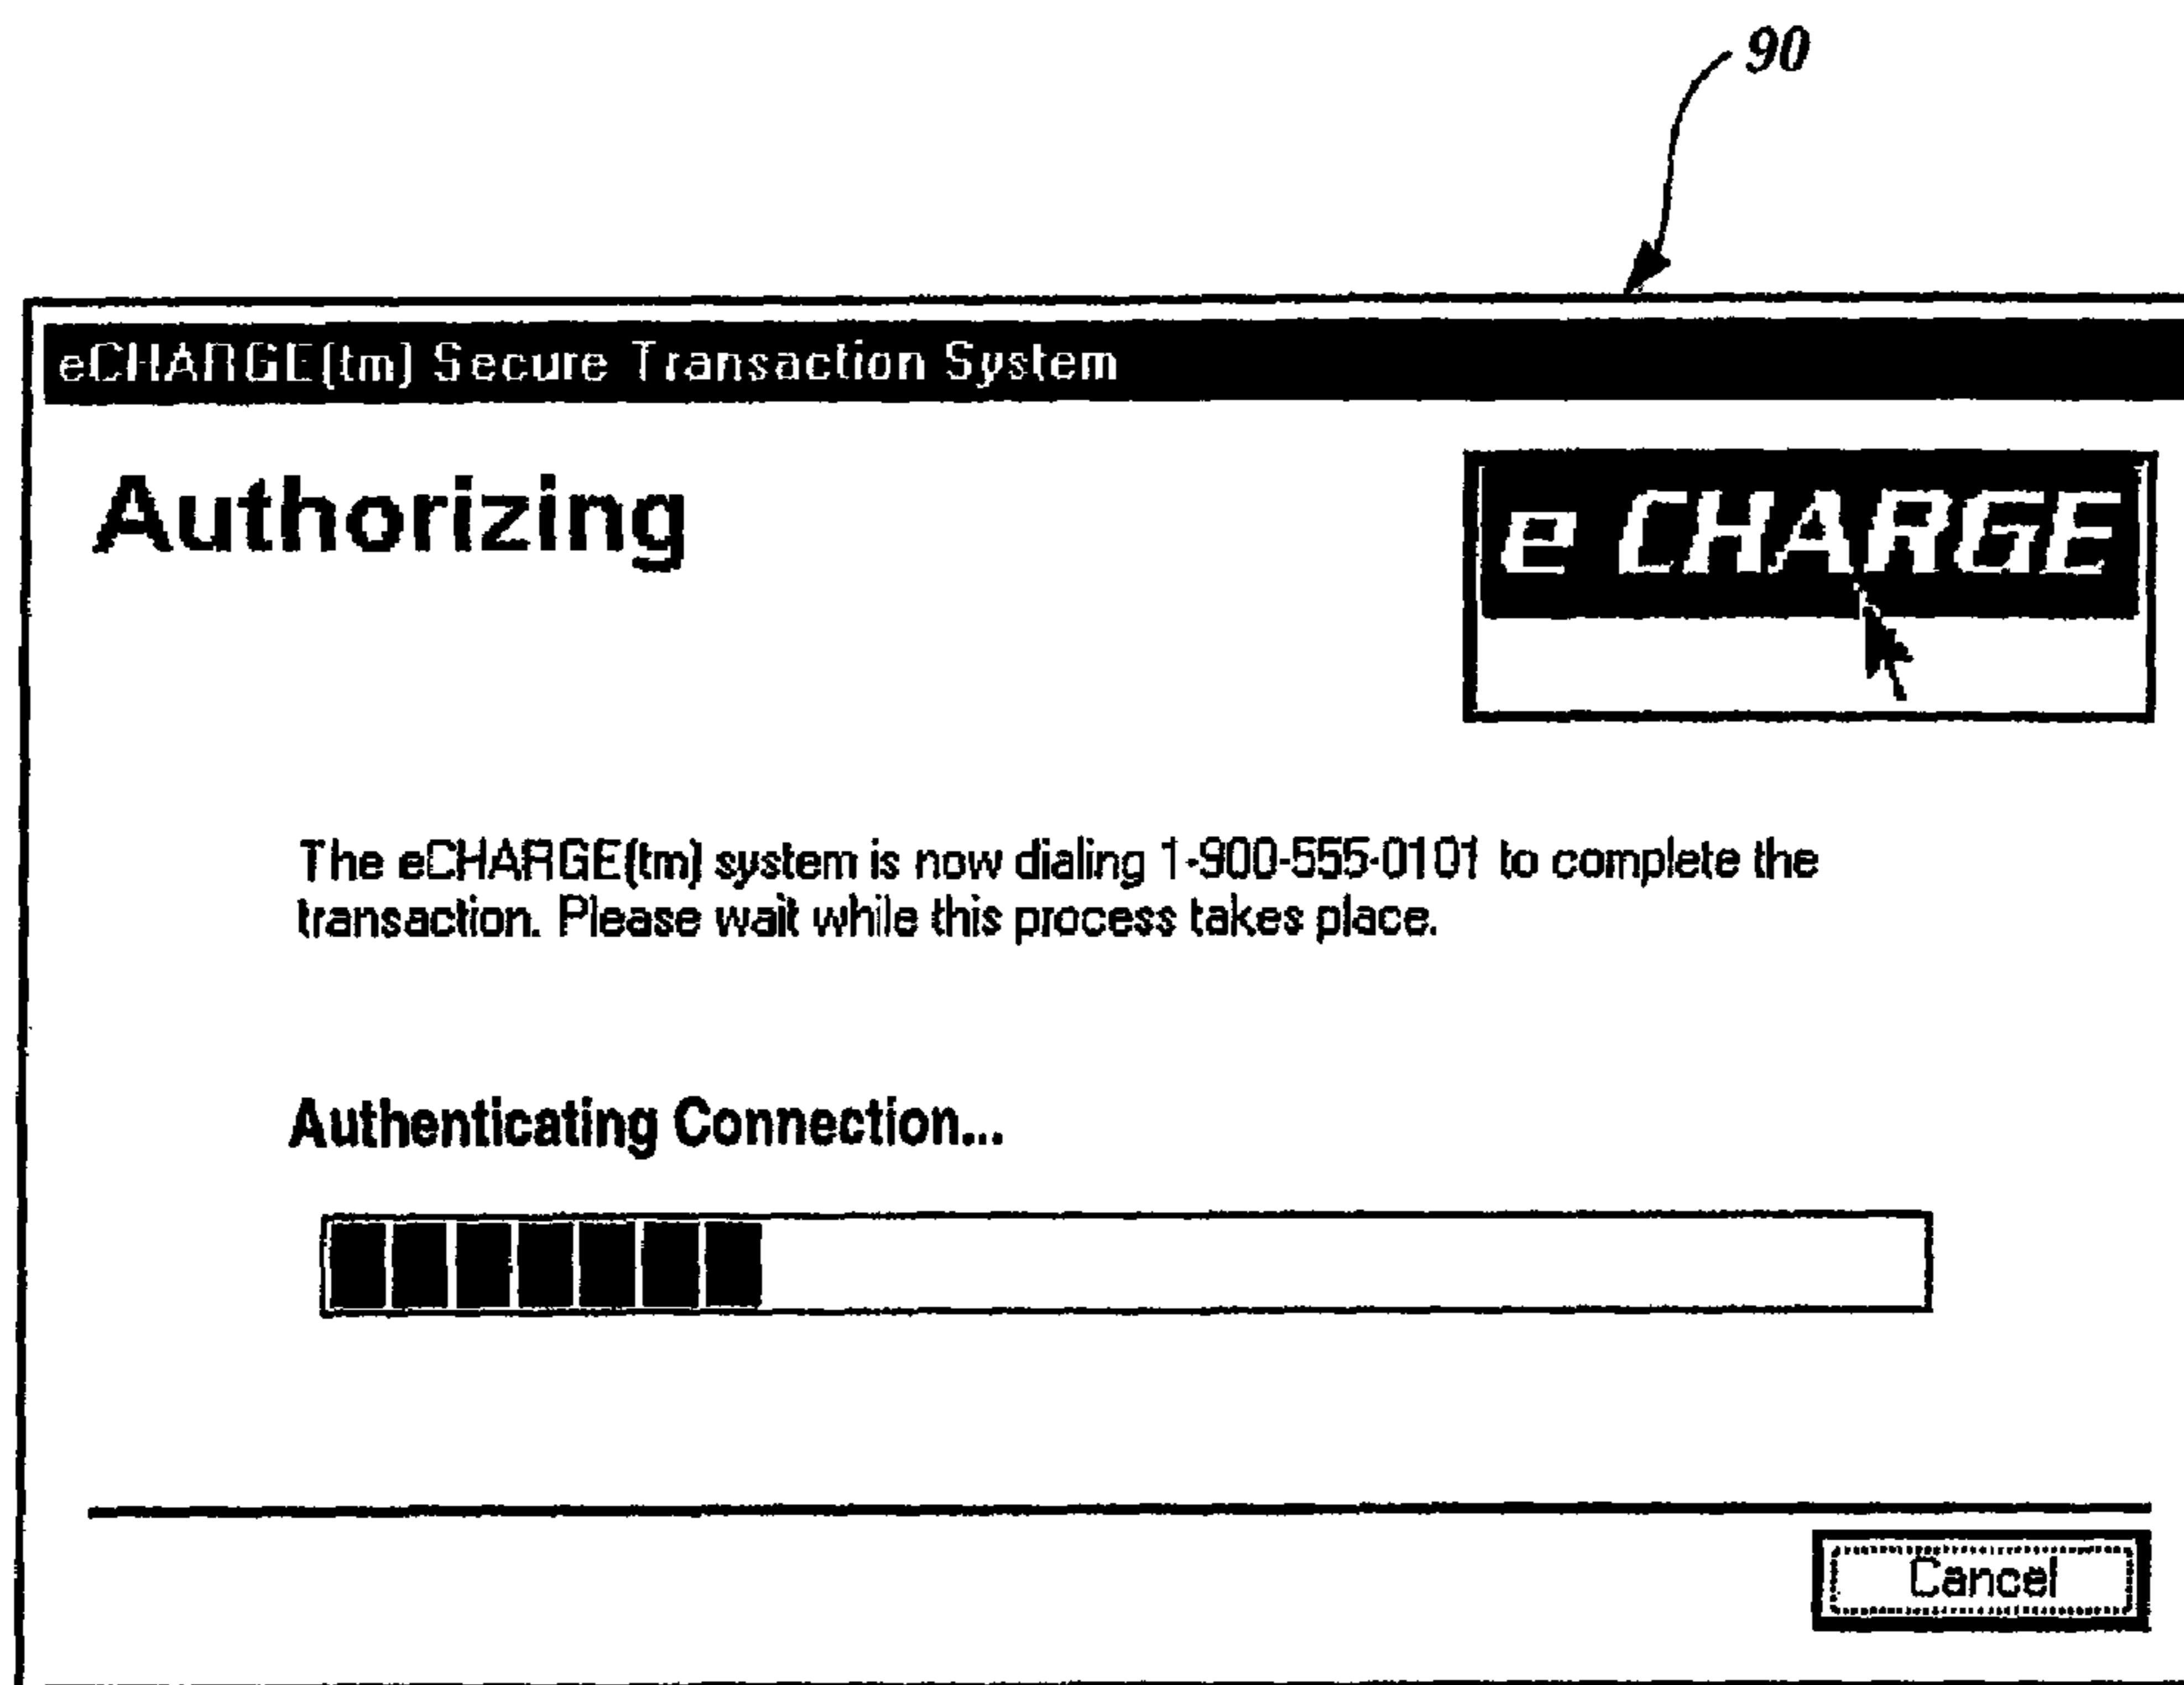 90
eCHARGE(tm) Secure Transaction System
Authorizing
e CHARGE
The eCHARGE(tm) system is now dialing 1-900-555-0101 to complete the
transaction. Please wait while this process takes place.
Authenticating Connection...
Cancel